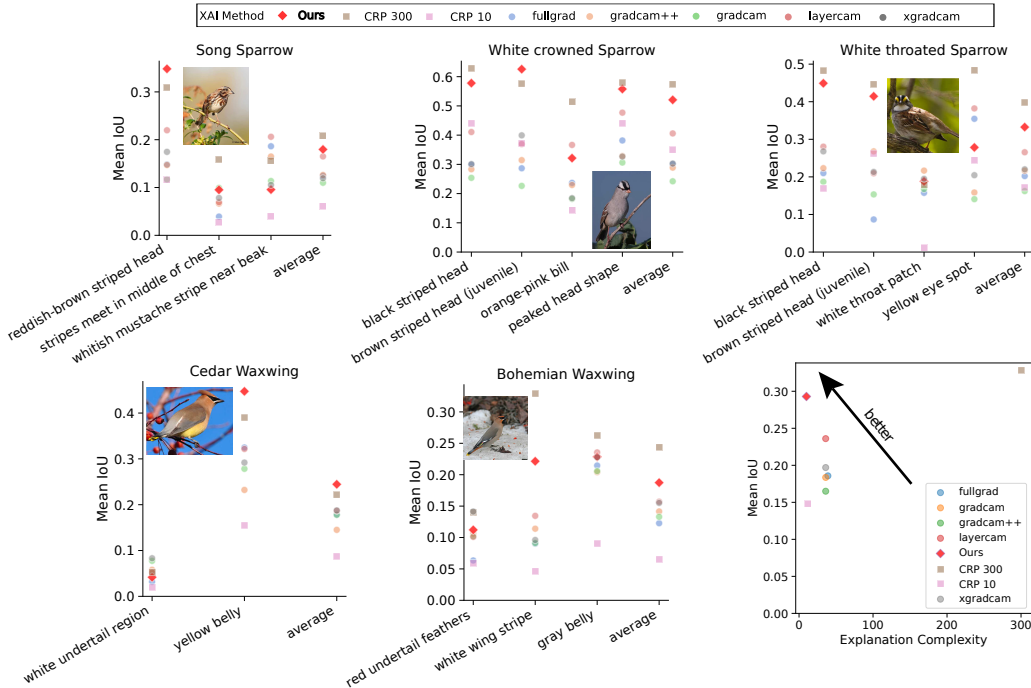 XAI Method Ours CRP 300 CRP 10 fullgrad gradcam++ gradcam layercam xgradcam
Song Sparrow
Mean IoU
0.3
0.2
0.1
0.0
reddish-brown striped head
stripes meet in middle of chest
whitish mustache stripe near beak
average
White crowned Sparrow
Mean IoU
0.6
0.5
0.4
0.3
0.2
0.1
0.0
black striped head
brown striped head (juvenile)
orange-pink bill
peaked head shape
average
White throated Sparrow
Mean IoU
0.5
0.4
0.3
0.2
0.1
0.0
black striped head
brown striped head (juvenile)
white throat patch
yellow eye spot
average
Cedar Waxwing
Mean IoU
0.4
0.3
0.2
0.1
0.0
white undertail region
yellow belly
average
Bohemian Waxwing
Mean IoU
0.30
0.25
0.20
0.15
0.10
0.05
0.00
red undertail feathers
white wing stripe
gray belly
average
Mean IoU
0.30
0.25
0.20
0.15
0.10
0.05
0.00
better
fullgrad
gradcam
gradcam++
layercam
Ours
CRP 300
CRP 10
xgradcam
0 100 200 300
Explanation Complexity